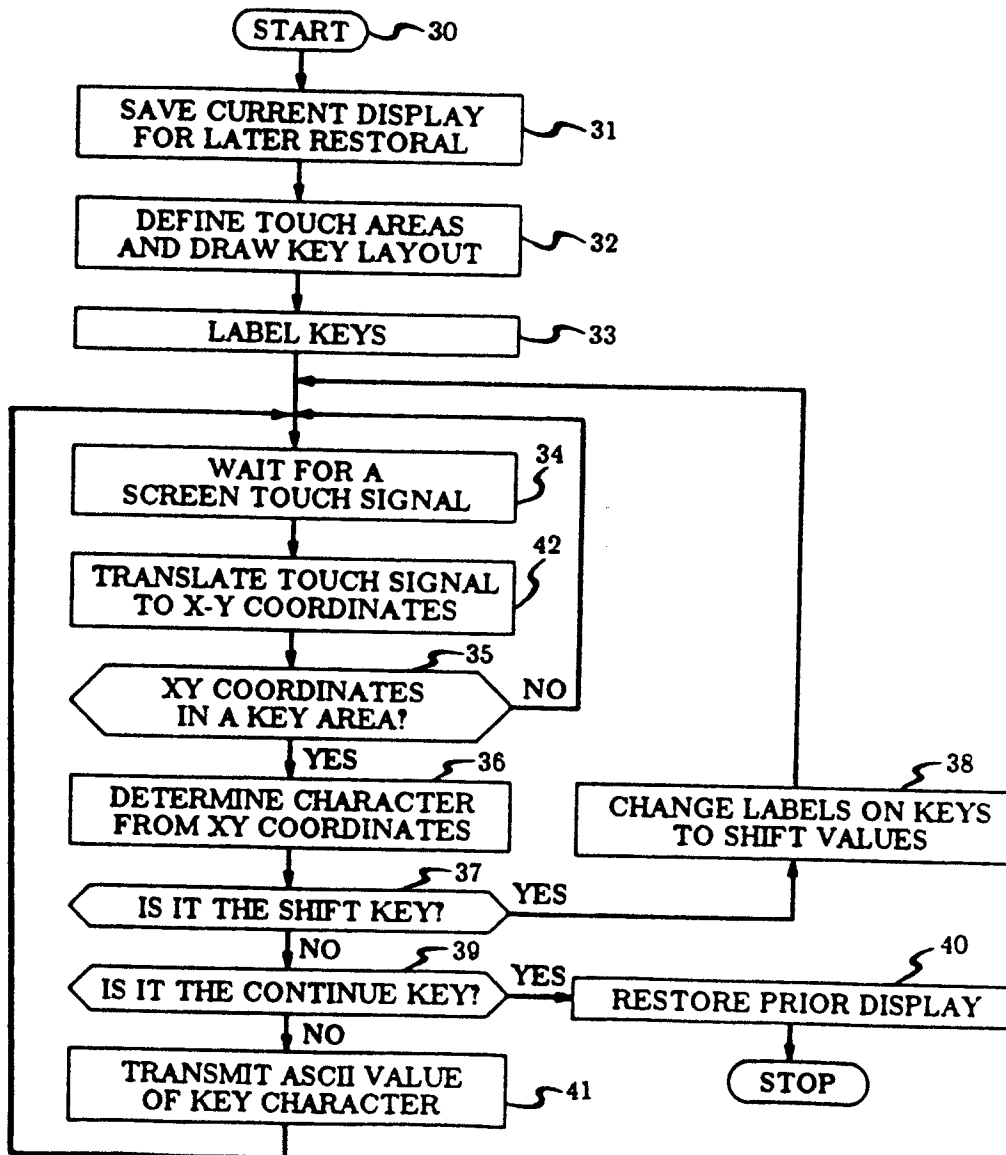 START
30
SAVE CURRENT DISPLAY
FOR LATER RESTORAL
31
DEFINE TOUCH AREAS
AND DRAW KEY LAYOUT
32
LABEL KEYS
33
WAIT FOR A
SCREEN TOUCH SIGNAL
34
TRANSLATE TOUCH SIGNAL
TO X-Y COORDINATES
42
XY COORDINATES
IN A KEY AREA?
35
NO
YES
DETERMINE CHARACTER
FROM XY COORDINATES
36
CHANGE LABELS ON KEYS
TO SHIFT VALUES
38
IS IT THE SHIFT KEY?
37
YES
NO
IS IT THE CONTINUE KEY?
39
YES
RESTORE PRIOR DISPLAY
40
NO
TRANSMIT ASCII VALUE
OF KEY CHARACTER
41
STOP